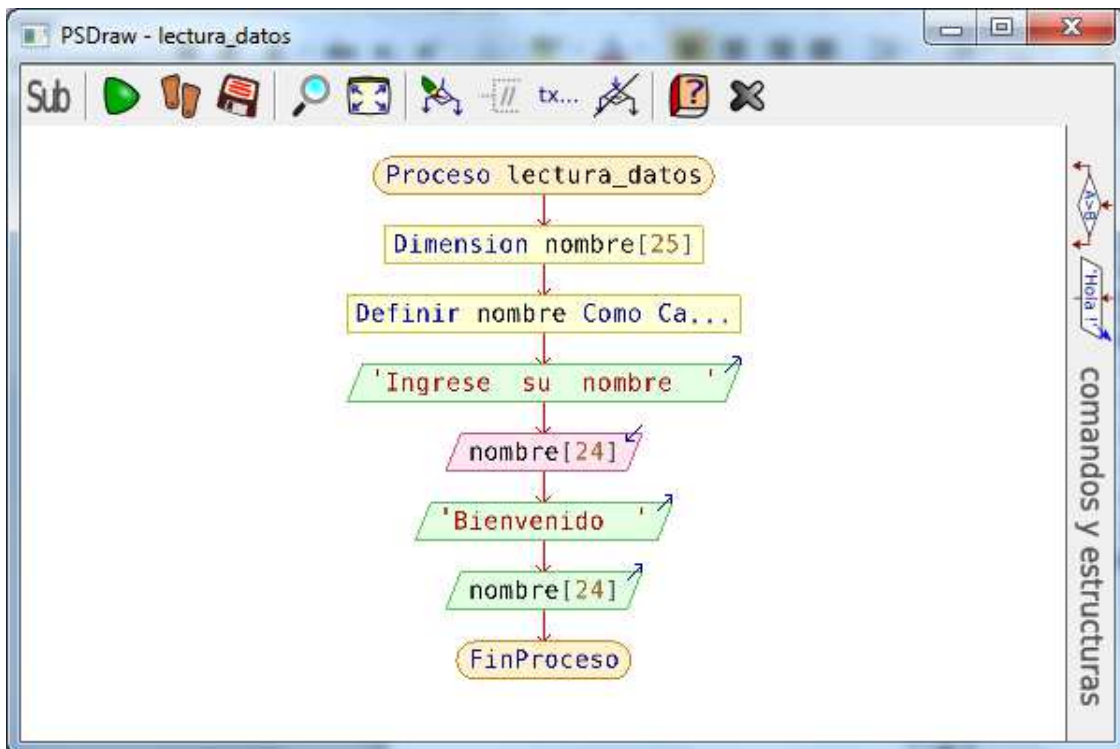 PSDraw - lectura_datos
Sub
tx...
Proceso lectura_datos
Dimension nombre[25]
Definir nombre Como Ca...
'Ingrese su nombre '
nombre[24]
'Bienvenido '
nombre[24]
FinProceso
A>B
'Hola !'
comandos y estructuras